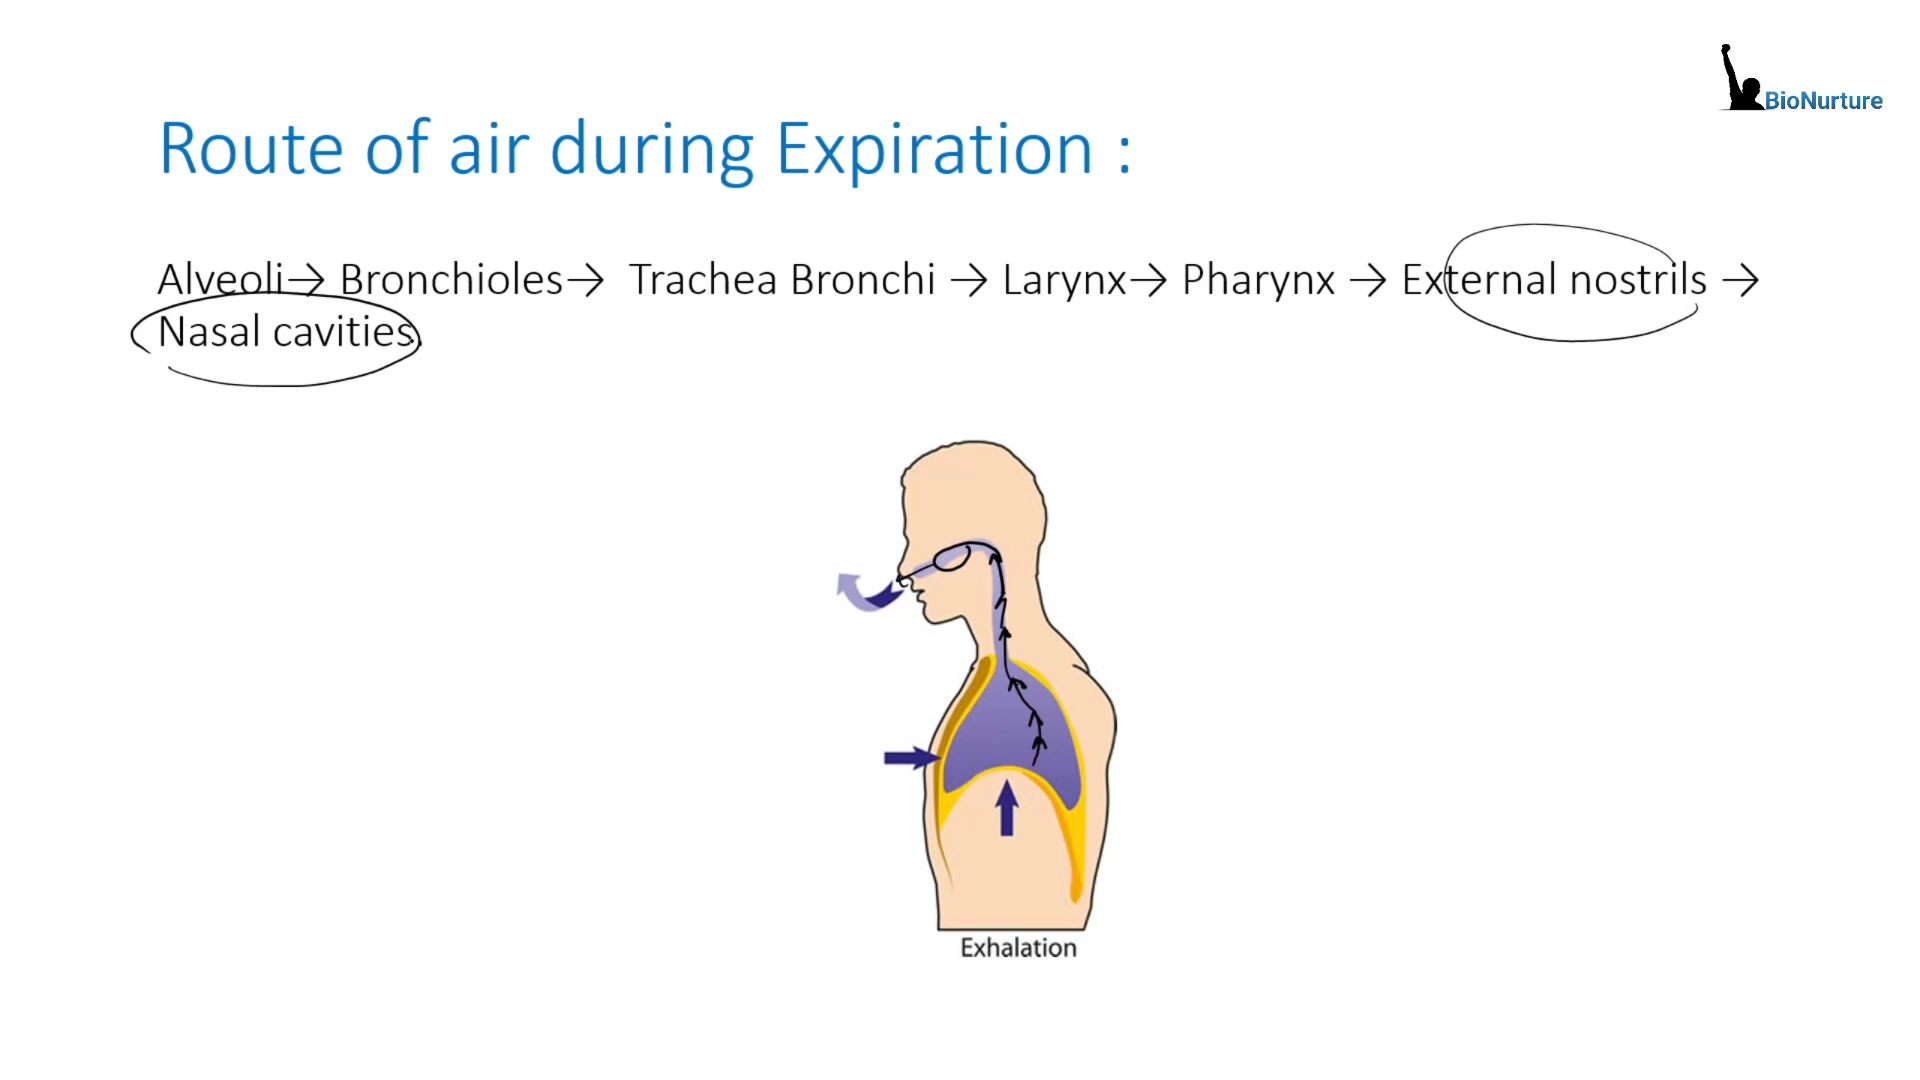 BioNurture
Route of air during Expiration :
Alveoli→ Bronchioles→ Trachea Bronchi → Larynx→ Pharynx → External nostrils →
Nasal cavities.
Exhalation